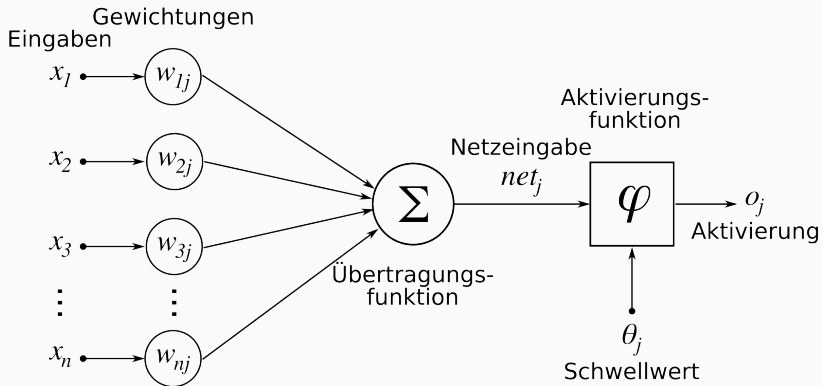 Gewichtungen
Eingaben
x1 w1j
x2 w2j
x3 w3j
⋮ ⋮
xn wnj
Σ
Übertragungs-
funktion
Netzeingabe
netj
Aktivierungs-
funktion
φ
oj
Aktivierung
θj
Schwellwert